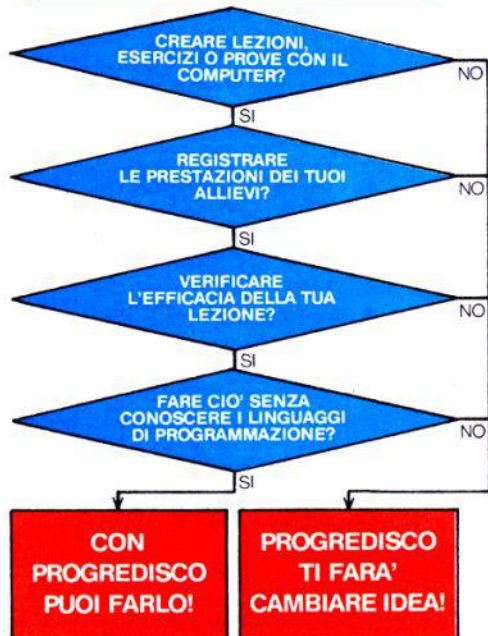 CREARE LEZIONI,
ESERCIZI O PROVE CON IL
COMPUTER?
NO
SI
REGISTRARE
LE PRESTAZIONI DEI TUOI
ALLIEVI?
NO
SI
VERIFICARE
L'EFFICACIA DELLA TUA
LEZIONE?
NO
SI
FARE CIO' SENZA
CONOSCERE I LINGUAGGI
DI PROGRAMMAZIONE?
NO
SI
CON
PROGREDISCO
PUOI FARLO!
PROGREDISCO
TI FARA'
CAMBIARE IDEA!